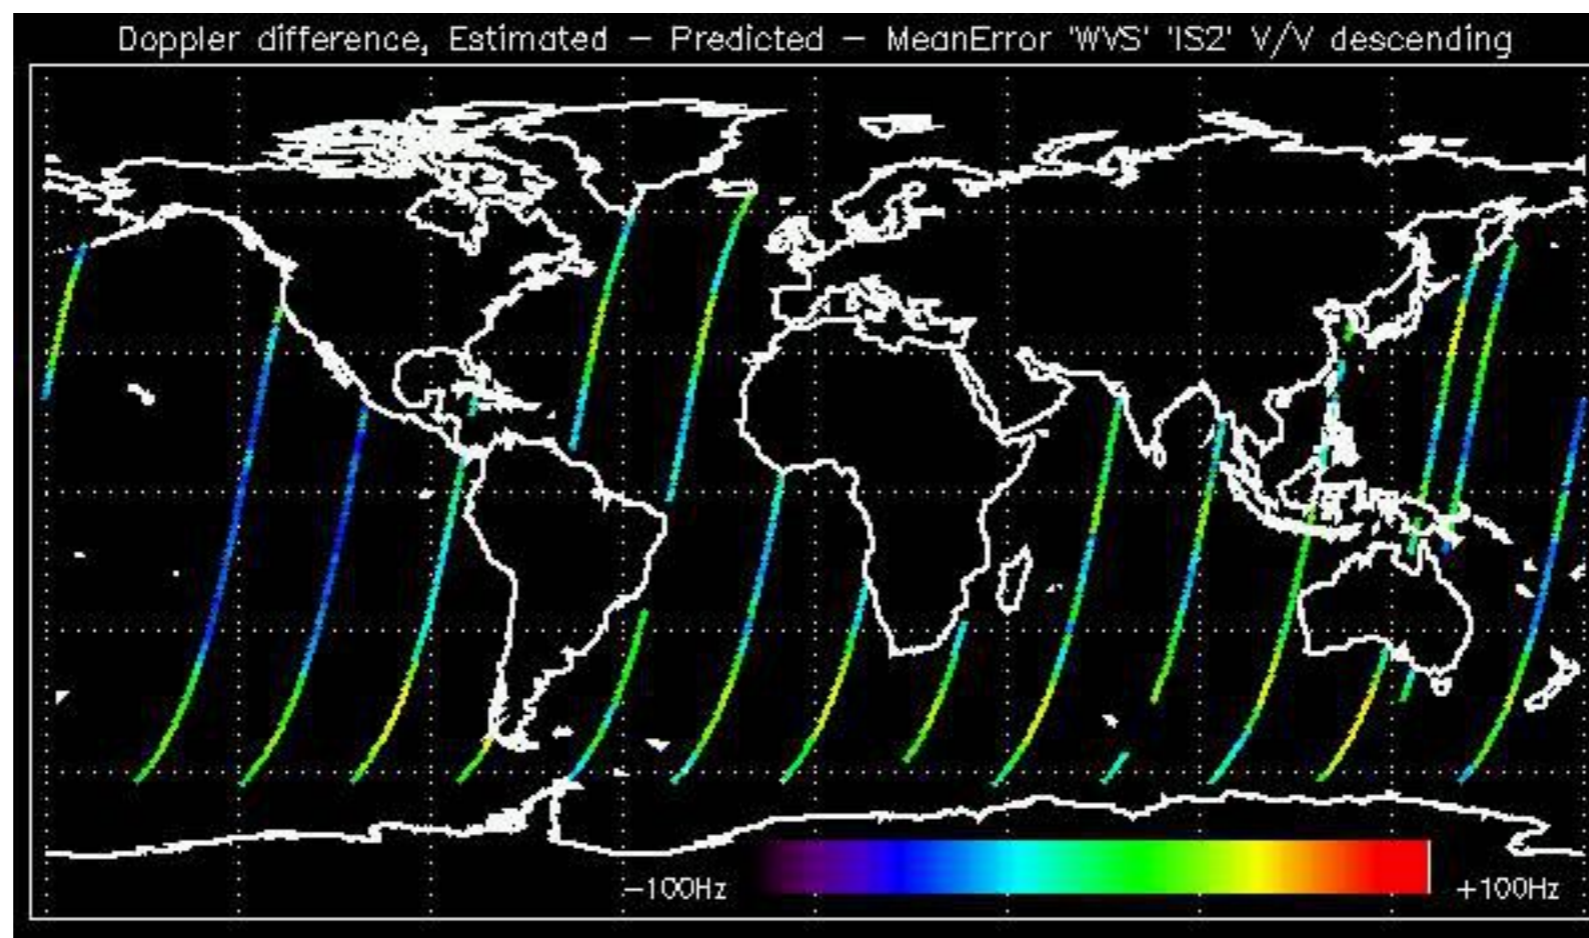 Doppler difference, Estimated – Predicted – MeanError 'WVS' 'IS2' V/V descending
–100Hz
+100Hz